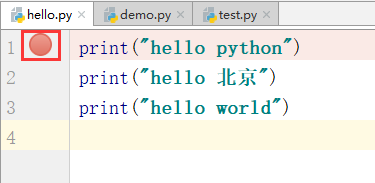 hello.py × demo.py × test.py ×
1 print("hello python")
2 print("hello 北京")
3 print("hello world")
4